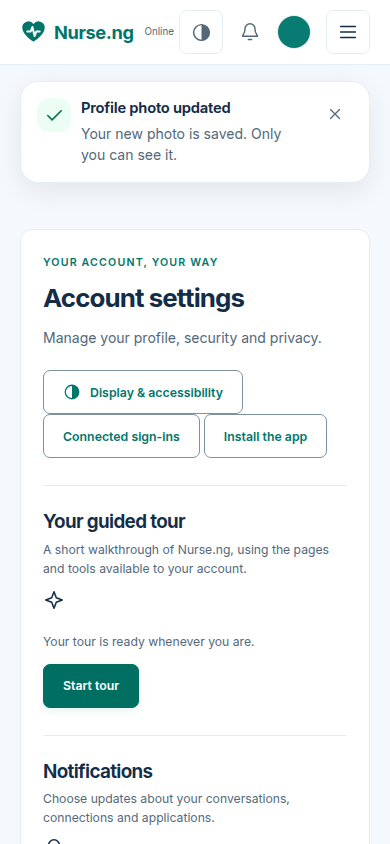 Nurse.ng
Online
Profile photo updated
Your new photo is saved. Only
you can see it.
YOUR ACCOUNT, YOUR WAY
Account settings
Manage your profile, security and privacy.
Display & accessibility
Connected sign-ins
Install the app
Your guided tour
A short walkthrough of Nurse.ng, using the pages
and tools available to your account.
Your tour is ready whenever you are.
Start tour
Notifications
Choose updates about your conversations,
connections and applications.